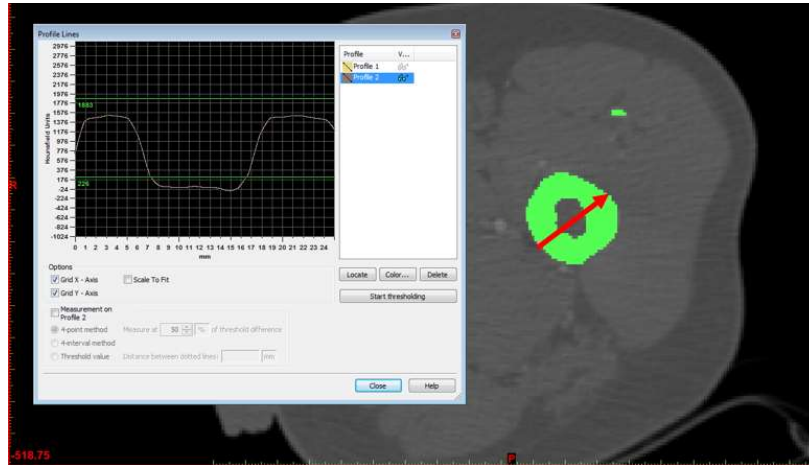 Profile Lines
2976
2776
2576
2376
2176
1976
1776
1576
1376
1176
976
776
576
376
176
-24
-224
-424
-624
-824
-1024
Hounsfield Units
1883
226
0 1 2 3 4 5 6 7 8 9 10 11 12 13 14 15 16 17 18 19 20 21 22 23 24
mm
Profile V...
Profile 1
Profile 2
Options
Grid X - Axis Scale To Fit
Grid Y - Axis
Locate Color... Delete
Start thresholding
Measurement on
Profile 2
4-point method Measure at 50 % of threshold difference
4-interval method
Threshold value Distance between dotted lines: mm
Close Help
R
P
-518.75